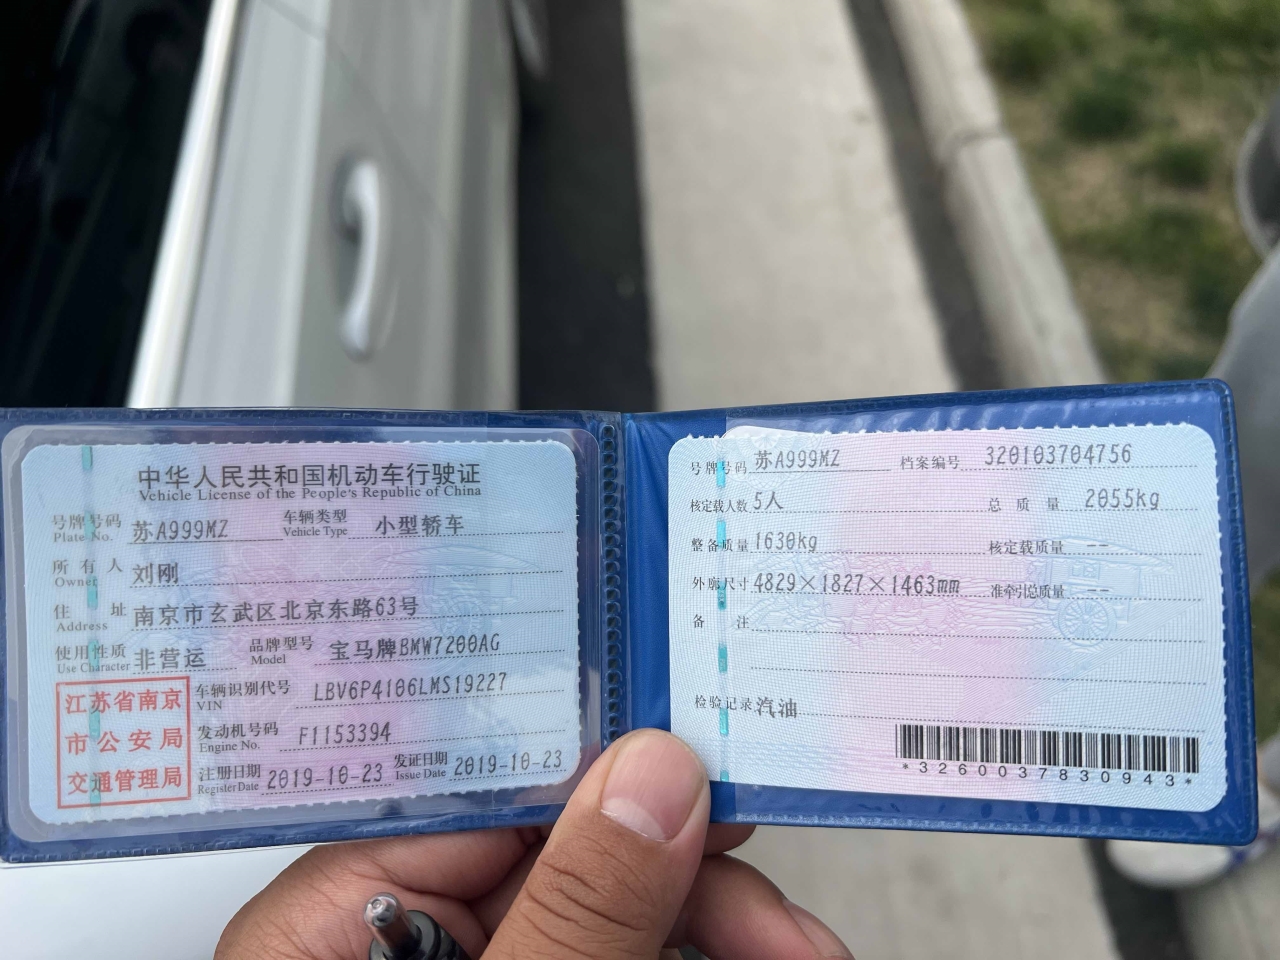 中华人民共和国机动车行驶证
Vehicle License of the People's Republic of China
号牌号码 苏A999MZ 车辆类型 小型轿车
Plate No. Vehicle Type
所有人 刘刚
Owner
住址 南京市玄武区北京东路63号
Address
使用性质 非营运 品牌型号 宝马牌BMW7200AG
Use Character Model
江苏省南京
市公安局
交通管理局
车辆识别代号 LBV6P4106LMS19227
VIN
发动机号码 F1153394
Engine No.
注册日期 2019-10-23 发证日期 2019-10-23
Register Date Issue Date
号牌号码 苏A999MZ 档案编号 320103704756
核定载人数 5人 总质量 2055kg
整备质量 1630kg 核定载质量 --
外廓尺寸 4829×1827×1463mm 准牵引总质量 --
备注
检验记录 汽油
*3260037830943*